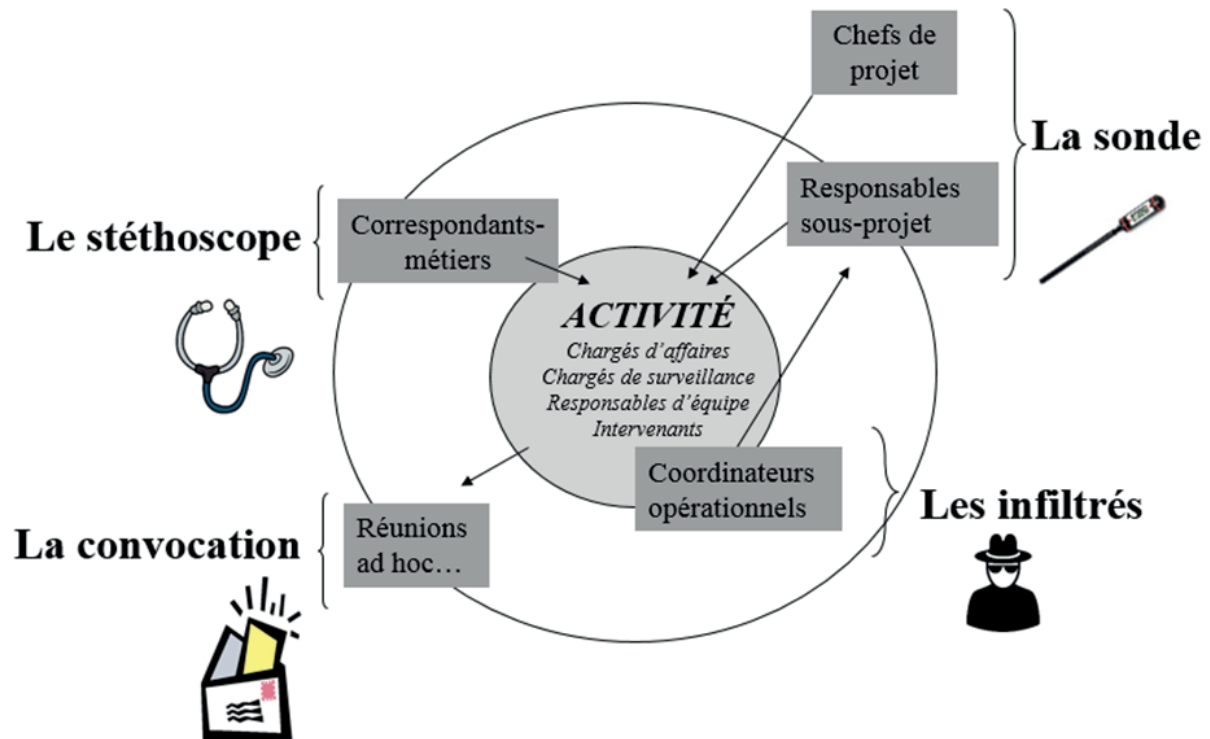 Chefs de
projet
La sonde
Responsables
sous-projet
Le stéthoscope
Correspondants-
métiers
ACTIVITÉ
Chargés d'affaires
Chargés de surveillance
Responsables d'équipe
Intervenants
Coordinateurs
opérationnels
Les infiltrés
La convocation
Réunions
ad hoc…